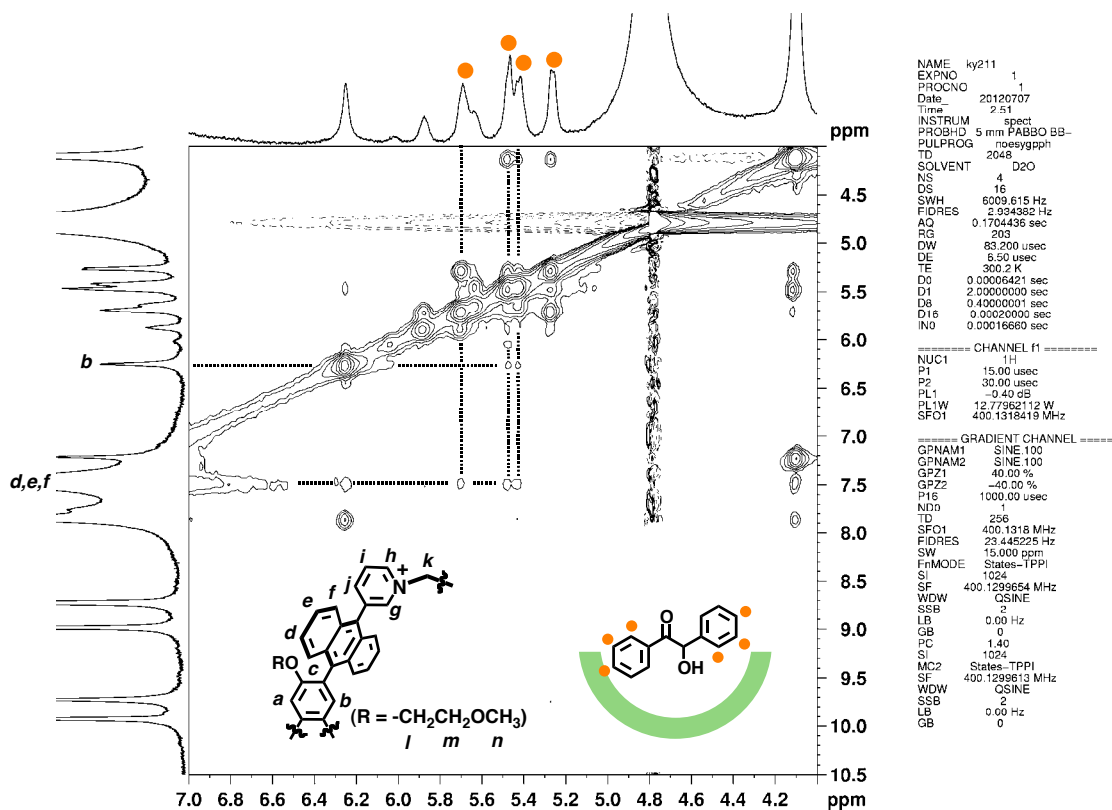 ppm
4.5
5.0
5.5
6.0
6.5
7.0
7.5
8.0
8.5
9.0
9.5
10.0
10.5
7.0 6.8 6.6 6.4 6.2 6.0 5.8 5.6 5.4 5.2 5.0 4.8 4.6 4.4 4.2 ppm
b
d,e,f
i h k
j N +
e f g
d
RO c
a b
(R = -CH2CH2OCH3)
l m n
O
OH
NAME ky211
EXPNO 1
PROCNO 1
Date_ 20120707
Time 2.51
INSTRUM spect
PROBHD 5 mm PABBO BB-
PULPROG noesygpph
TD 2048
SOLVENT D2O
NS 4
DS 16
SWH 6009.615 Hz
FIDRES 2.934382 Hz
AQ 0.1704436 sec
RG 203
DW 83.200 usec
DE 6.50 usec
TE 300.2 K
D0 0.00006421 sec
D1 2.00000000 sec
D8 0.40000001 sec
D16 0.00020000 sec
IN0 0.00016660 sec
======== CHANNEL f1 ========
NUC1 1H
P1 15.00 usec
P2 30.00 usec
PL1 -0.40 dB
PL1W 12.77962112 W
SFO1 400.1318419 MHz
====== GRADIENT CHANNEL =====
GPNAM1 SINE.100
GPNAM2 SINE.100
GPZ1 40.00 %
GPZ2 -40.00 %
P16 1000.00 usec
ND0 1
TD 256
SFO1 400.1318 MHz
FIDRES 23.445225 Hz
SW 15.000 ppm
FnMODE States-TPPI
SI 1024
SF 400.1299654 MHz
WDW QSINE
SSB 2
LB 0.00 Hz
GB 0
PC 1.40
SI 1024
MC2 States-TPPI
SF 400.1299613 MHz
WDW QSINE
SSB 2
LB 0.00 Hz
GB 0